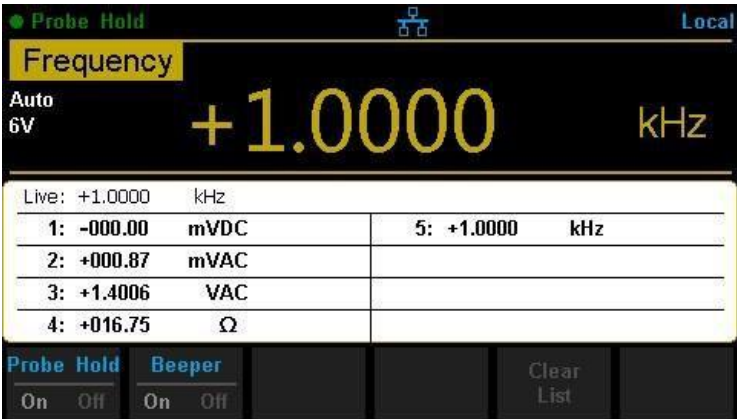 Probe Hold Local
Frequency
Auto
6V
+1.0000 kHz
Live: +1.0000 kHz
1: -000.00 mVDC 5: +1.0000 kHz
2: +000.87 mVAC
3: +1.4006 VAC
4: +016.75 Ω
Probe Hold Beeper Clear
On Off On Off List